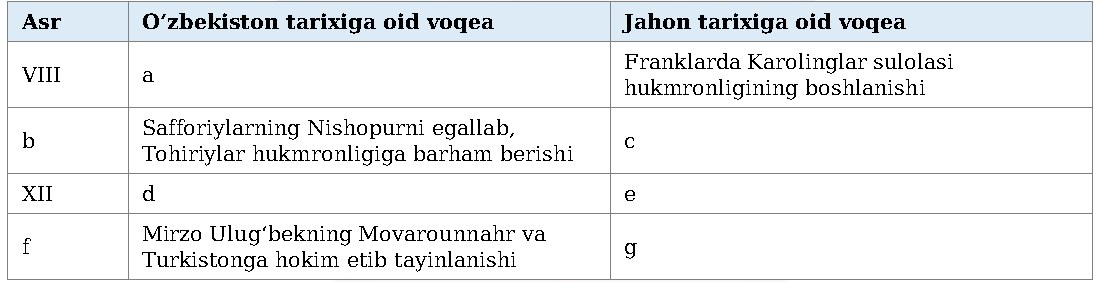 Asr O‘zbekiston tarixiga oid voqea Jahon tarixiga oid voqea
VIII a Franklarda Karolinglar sulolasi
hukmronligining boshlanishi
b Safforiylarning Nishopurni egallab,
Tohiriylar hukmronligiga barham berishi c
XII d e
f Mirzo Ulug‘bekning Movarounnahr va
Turkistonga hokim etib tayinlanishi g